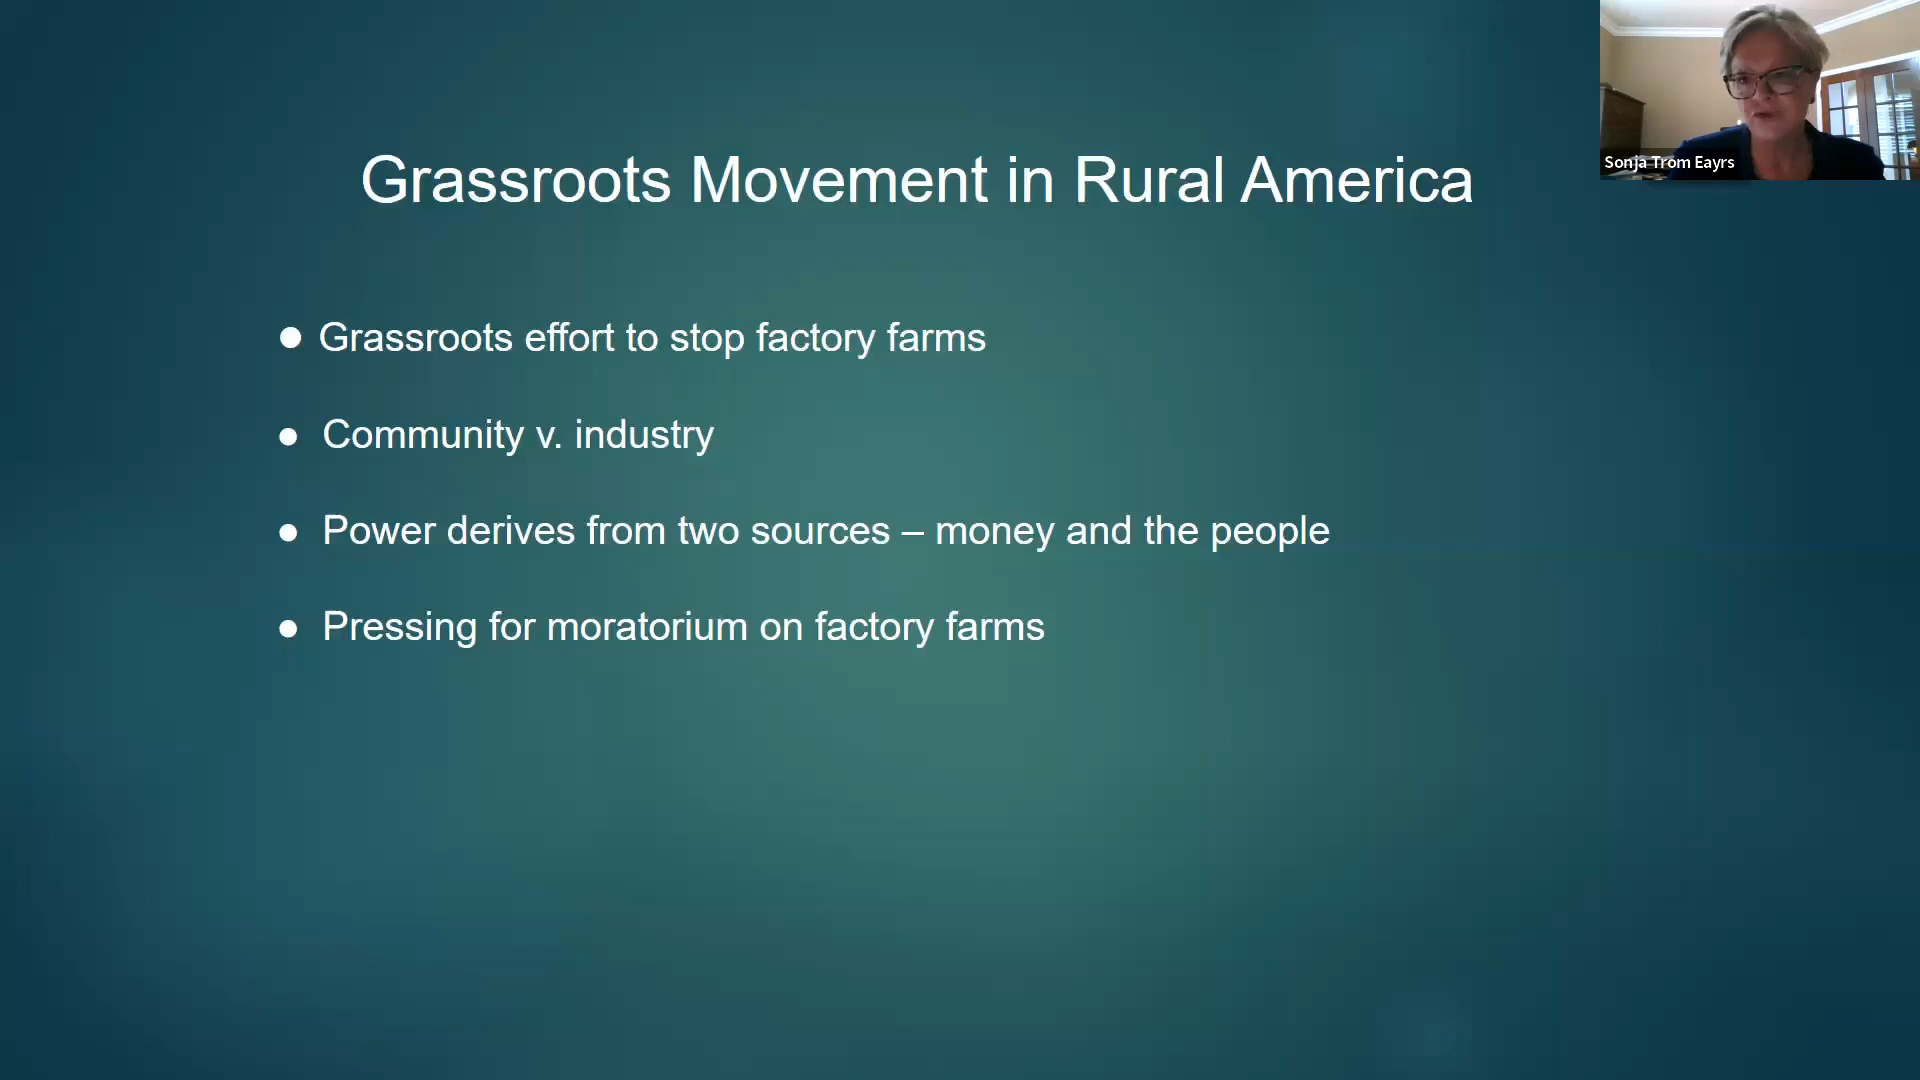 Grassroots Movement in Rural America
Sonja Trom Eayrs
● Grassroots effort to stop factory farms
● Community v. industry
● Power derives from two sources – money and the people
● Pressing for moratorium on factory farms